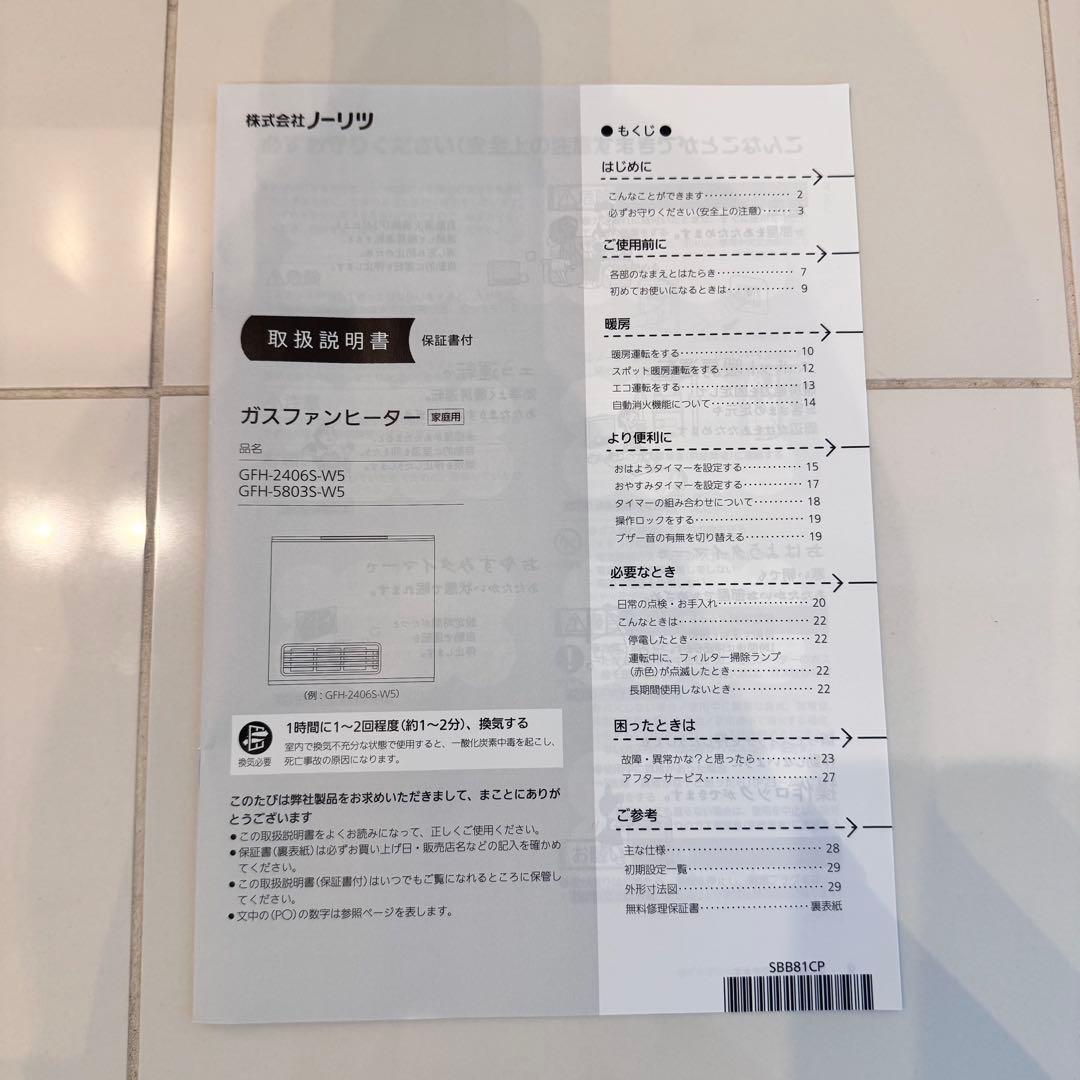 株式会社ノーリツ
取扱説明書 保証書付
ガスファンヒーター 家庭用
品名
GFH-2406S-W5
GFH-5803S-W5
(例：GFH-2406S-W5)
換気必要
1時間に1〜2回程度(約1〜2分)、換気する
室内で換気不充分な状態で使用すると、一酸化炭素中毒を起こし、
死亡事故の原因になります。
このたびは弊社製品をお求めいただきまして、まことにありが
とうございます
●この取扱説明書をよくお読みになって、正しくご使用ください。
●保証書(裏表紙)は必ずお買い上げ日・販売店名などの記入を確かめ
てください。
●この取扱説明書(保証書付)はいつでもご覧になれるところに保管し
てください。
●文中の(P〇)の数字は参照ページを表します。
●もくじ●
はじめに
こんなことができます 2
必ずお守りください(安全上の注意) 3
ご使用前に
各部のなまえとはたらき 7
初めてお使いになるときは 9
暖房
暖房運転をする 10
スポット暖房運転をする 12
エコ運転をする 13
自動消火機能について 14
より便利に
おはようタイマーを設定する 15
おやすみタイマーを設定する 17
タイマーの組み合わせについて 18
操作ロックをする 19
ブザー音の有無を切り替える 19
必要なとき
日常の点検・お手入れ 20
こんなときは 22
停電したとき 22
運転中に、フィルター掃除ランプ
(赤色)が点滅したとき 22
長期間使用しないとき 22
困ったときは
故障・異常かな？と思ったら 23
アフターサービス 27
ご参考
主な仕様 28
初期設定一覧 29
外形寸法図 29
無料修理保証書 裏表紙
SBB81CP